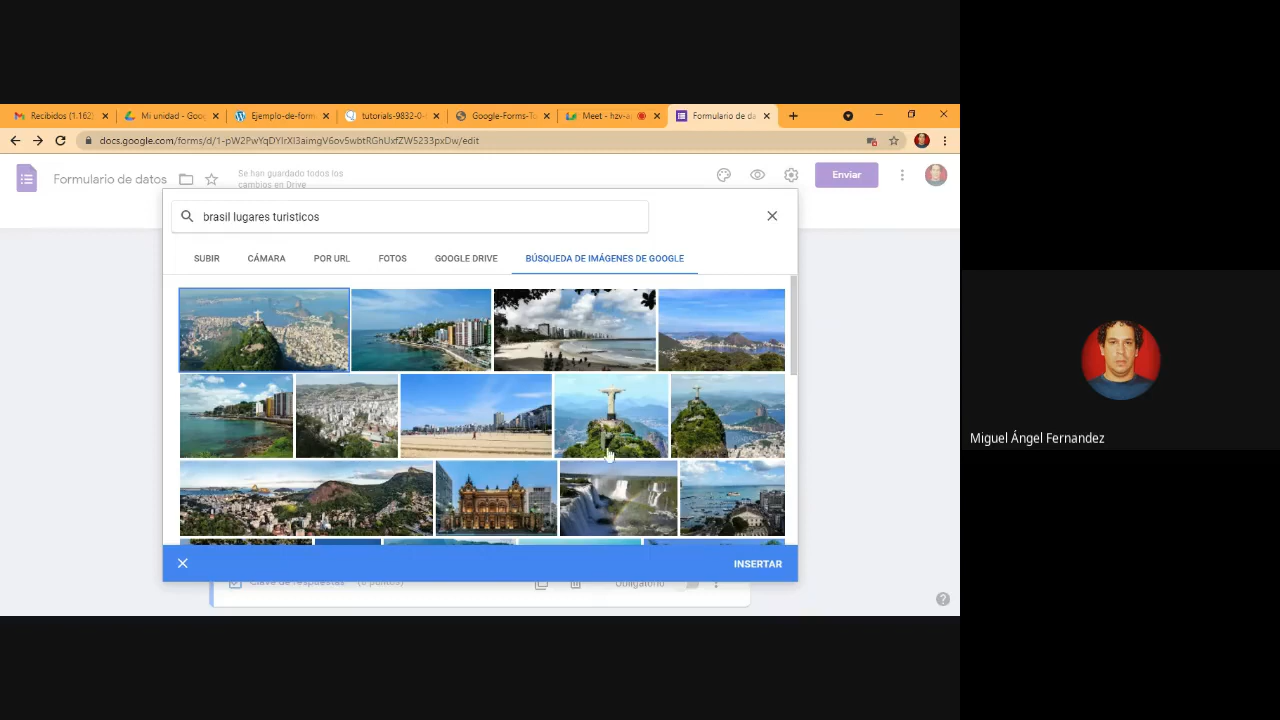 Recibidos (1.162)
Mi unidad - Goog
Ejemplo-de-form
tutorials-9832-0-
Google-Forms-Tu
Meet - hzv-a
Formulario de da
docs.google.com/forms/d/1-pW2PwYqDYlrXl3aimgV6ov5wbtRGhUxfZW5233pxDw/edit
Formulario de datos
Se han guardado todos los
cambios en Drive
Enviar
brasil lugares turisticos
SUBIR
CÁMARA
POR URL
FOTOS
GOOGLE DRIVE
BÚSQUEDA DE IMÁGENES DE GOOGLE
Miguel Ángel Fernandez
INSERTAR
Clave de respuestas
Obligatorio